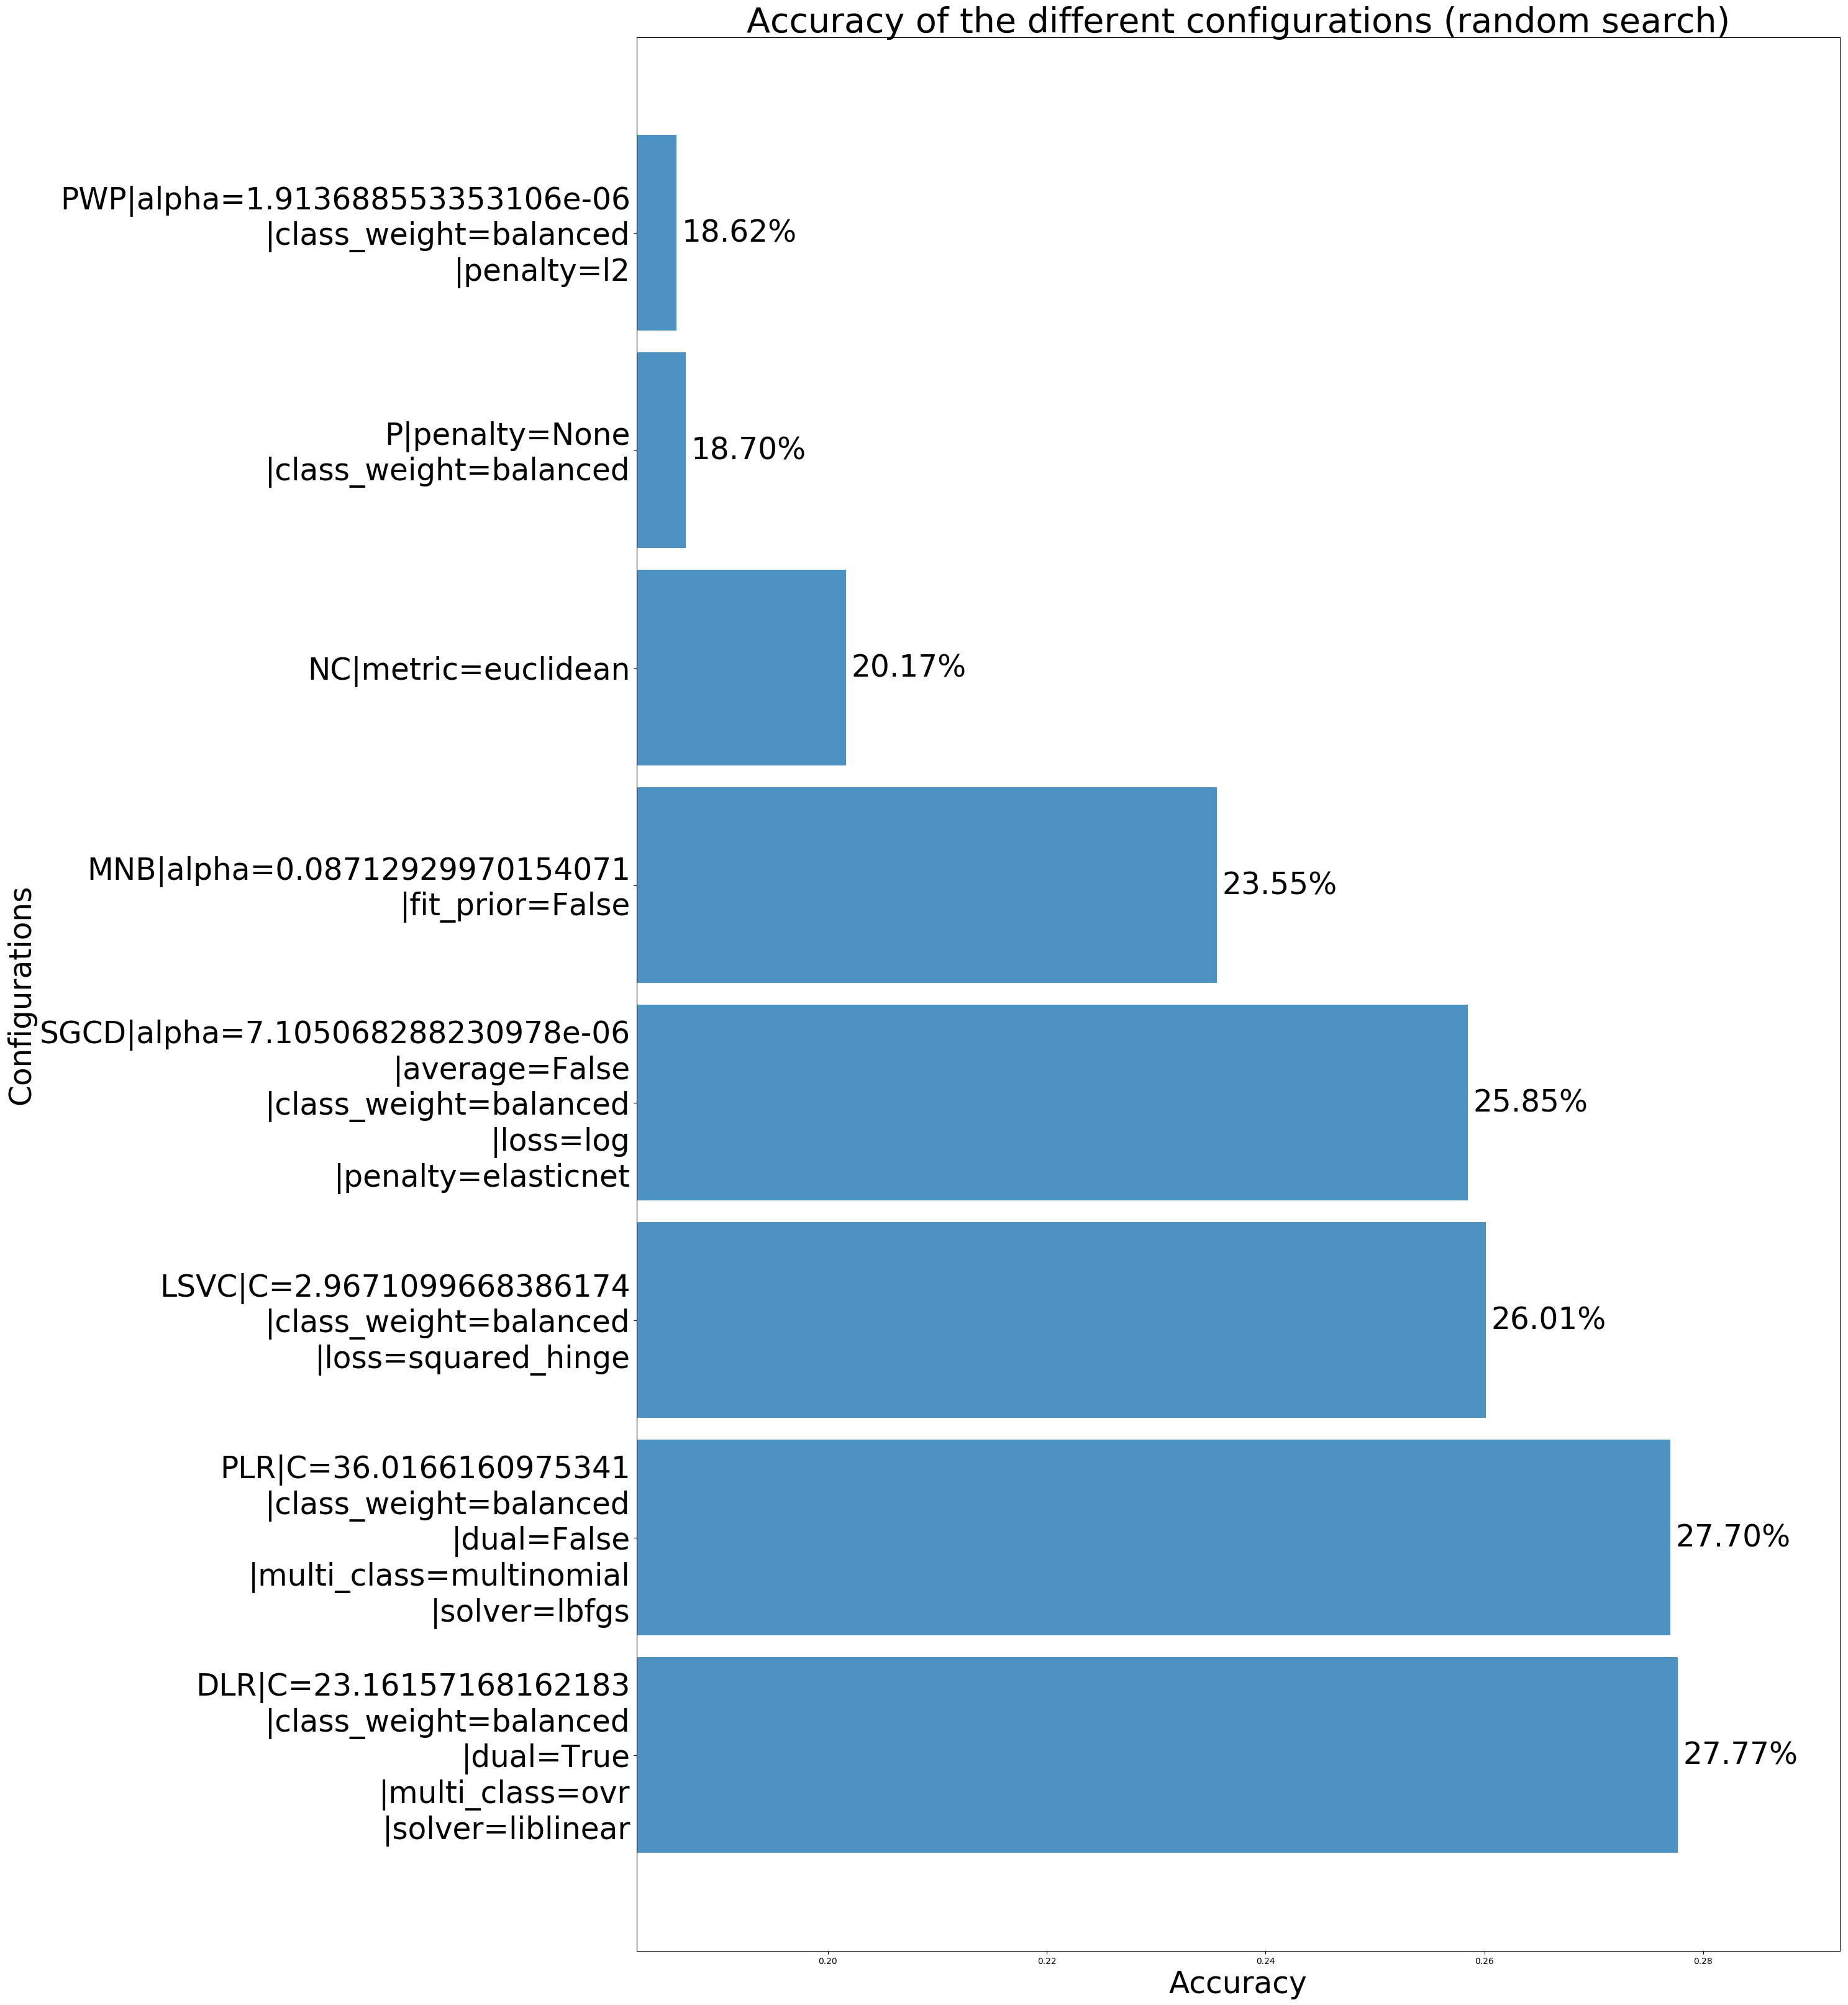 Accuracy of the different configurations (random search)
PWP|alpha=1.913688553353106e-06
|class_weight=balanced
|penalty=l2
18.62%
P|penalty=None
|class_weight=balanced
18.70%
NC|metric=euclidean
20.17%
MNB|alpha=0.08712929970154071
|fit_prior=False
23.55%
Configurations
SGCD|alpha=7.105068288230978e-06
|average=False
|class_weight=balanced
|loss=log
|penalty=elasticnet
25.85%
LSVC|C=2.9671099668386174
|class_weight=balanced
|loss=squared_hinge
26.01%
PLR|C=36.0166160975341
|class_weight=balanced
|dual=False
|multi_class=multinomial
|solver=lbfgs
27.70%
DLR|C=23.16157168162183
|class_weight=balanced
|dual=True
|multi_class=ovr
|solver=liblinear
27.77%
0.20 0.22 0.24 0.26 0.28
Accuracy